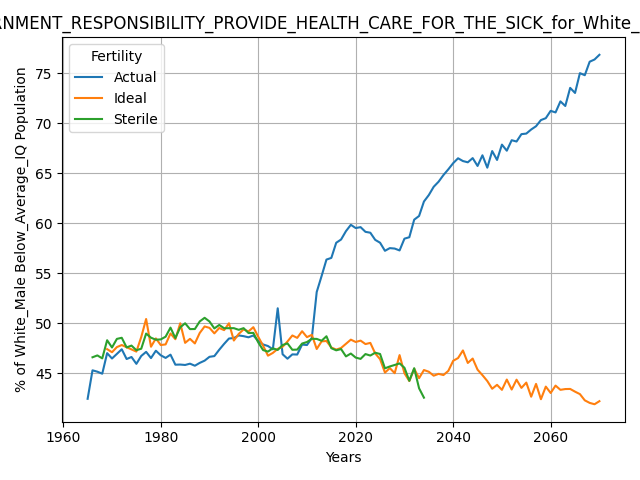 RNMENT_RESPONSIBILITY_PROVIDE_HEALTH_CARE_FOR_THE_SICK_for_White_
Fertility
Actual
Ideal
Sterile
% of White_Male Below_Average_IQ Population
75
70
65
60
55
50
45
1960 1980 2000 2020 2040 2060
Years